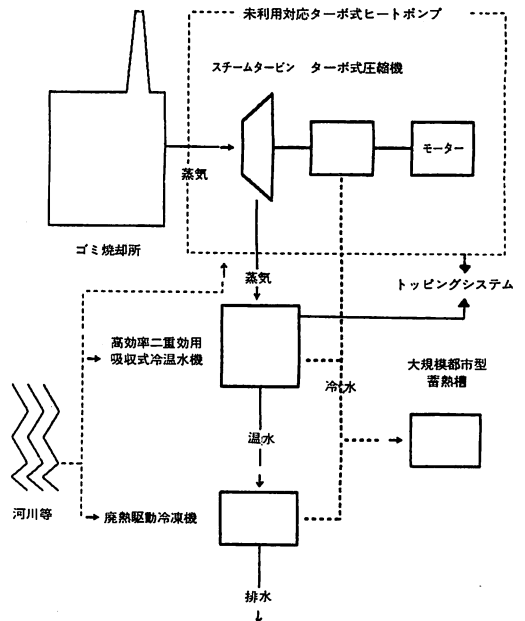 未利用対応ターボ式ヒートポンプ
スチームタービン ターボ式圧縮機
モーター
蒸気
ゴミ焼却所
蒸気
トッピングシステム
高効率二重効用
吸収式冷温水機
大規模都市型
蓄熱槽
冷水
温水
河川等
廃熱駆動冷凍機
排水